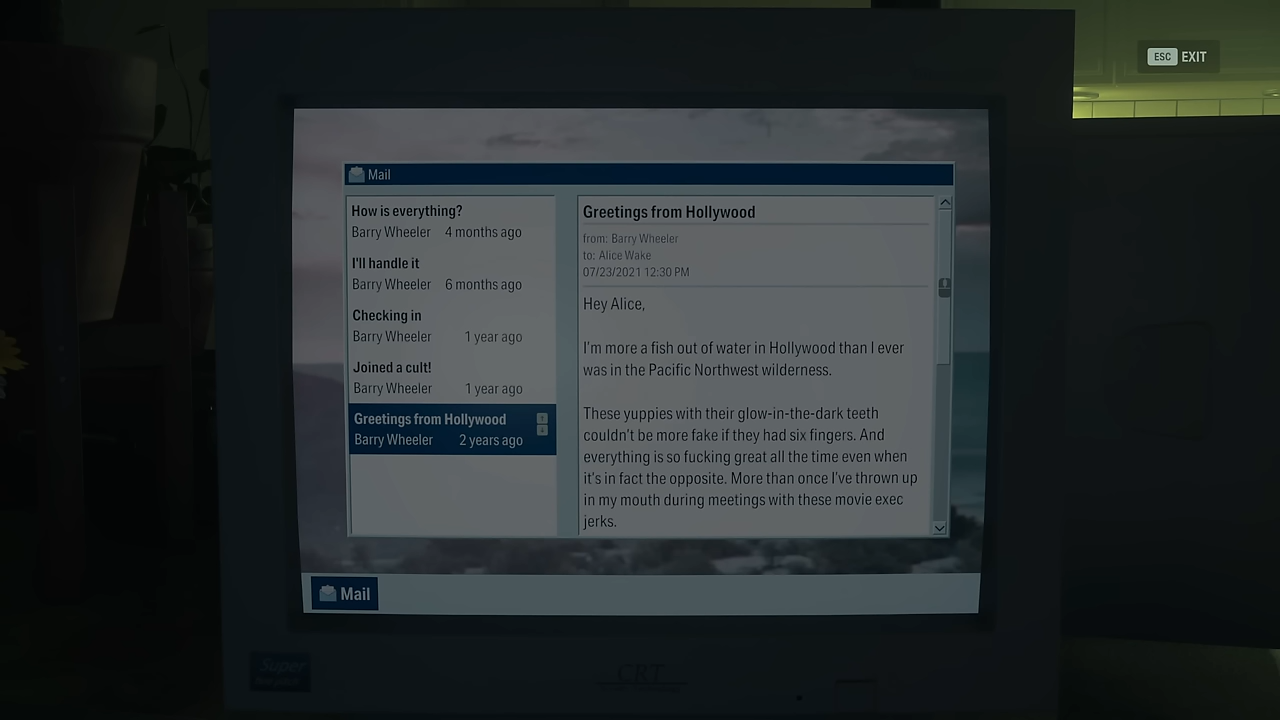 ESC EXIT
Mail
How is everything?
Barry Wheeler 4 months ago
I'll handle it
Barry Wheeler 6 months ago
Checking in
Barry Wheeler 1 year ago
Joined a cult!
Barry Wheeler 1 year ago
Greetings from Hollywood
Barry Wheeler 2 years ago
Greetings from Hollywood
from: Barry Wheeler
to: Alice Wake
07/23/2021 12:30 PM
Hey Alice,
I'm more a fish out of water in Hollywood than I ever
was in the Pacific Northwest wilderness.
These yuppies with their glow-in-the-dark teeth
couldn't be more fake if they had six fingers. And
everything is so fucking great all the time even when
it's in fact the opposite. More than once I've thrown up
in my mouth during meetings with these movie exec
jerks.
Mail
Super
CRT